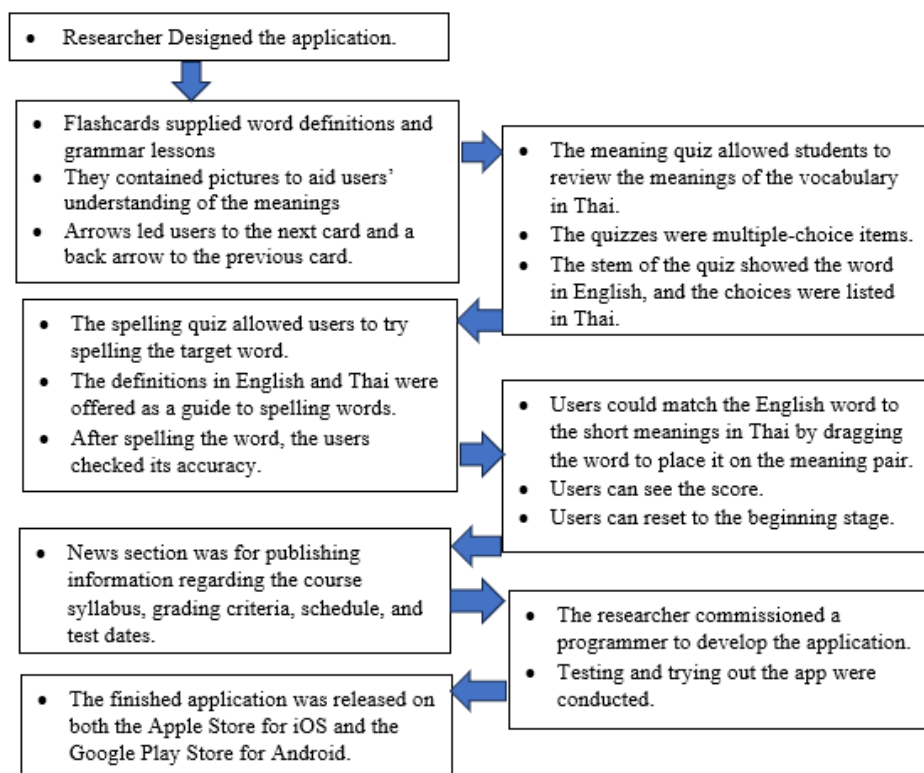 • Researcher Designed the application.
• Flashcards supplied word definitions and
grammar lessons
• They contained pictures to aid users’
understanding of the meanings
• Arrows led users to the next card and a
back arrow to the previous card.
• The meaning quiz allowed students to
review the meanings of the vocabulary
in Thai.
• The quizzes were multiple-choice items.
• The stem of the quiz showed the word
in English, and the choices were listed
in Thai.
• The spelling quiz allowed users to try
spelling the target word.
• The definitions in English and Thai were
offered as a guide to spelling words.
• After spelling the word, the users
checked its accuracy.
• Users could match the English word to
the short meanings in Thai by dragging
the word to place it on the meaning pair.
• Users can see the score.
• Users can reset to the beginning stage.
• News section was for publishing
information regarding the course
syllabus, grading criteria, schedule, and
test dates.
• The researcher commissioned a
programmer to develop the application.
• Testing and trying out the app were
conducted.
• The finished application was released on
both the Apple Store for iOS and the
Google Play Store for Android.